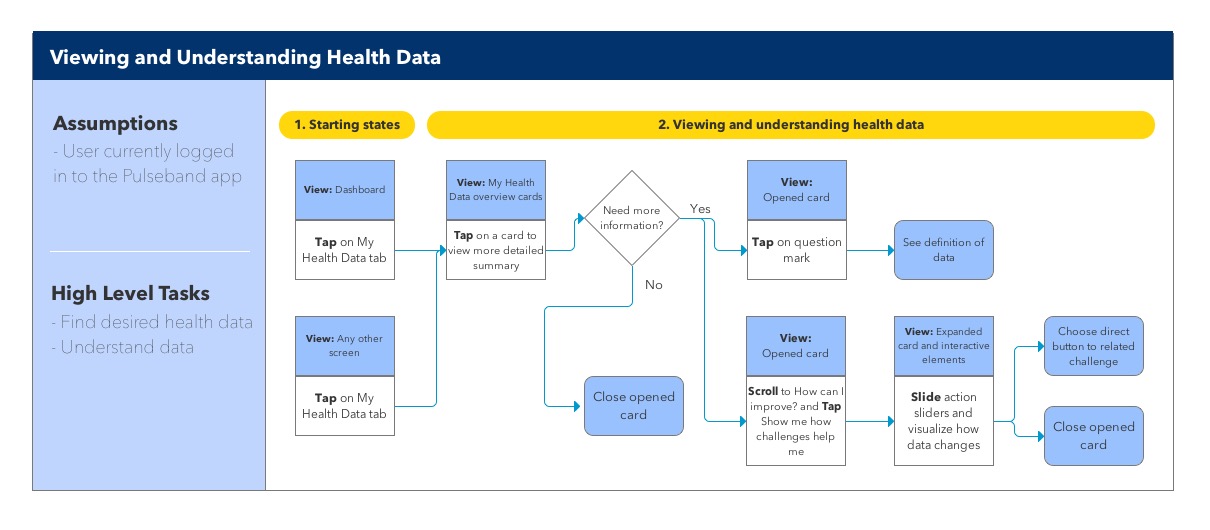 Viewing and Understanding Health Data
Assumptions
- User currently logged
in to the Pulseband app
High Level Tasks
- Find desired health data
- Understand data
1. Starting states
2. Viewing and understanding health data
View: Dashboard
Tap on My
Health Data tab
View: Any other
screen
Tap on My
Health Data tab
View: My Health
Data overview cards
Tap on a card to
view more detailed
summary
Need more
information?
Yes
No
Close opened
card
View:
Opened card
Tap on question
mark
See definition of
data
View:
Opened card
Scroll to How can I
improve? and Tap
Show me how
challenges help
me
View: Expanded
card and interactive
elements
Slide action
sliders and
visualize how
data changes
Choose direct
button to related
challenge
Close opened
card